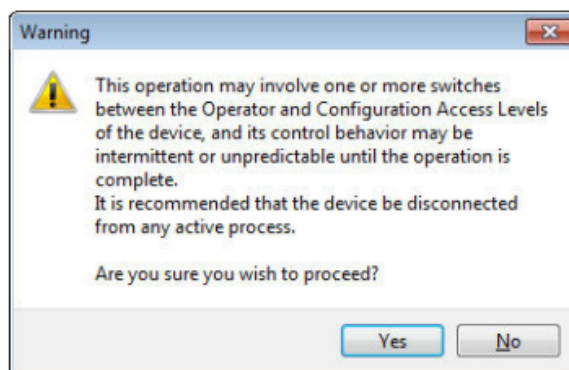 Warning
This operation may involve one or more switches
between the Operator and Configuration Access Levels
of the device, and its control behavior may be
intermittent or unpredictable until the operation is
complete.
It is recommended that the device be disconnected
from any active process.
Are you sure you wish to proceed?
Yes
No